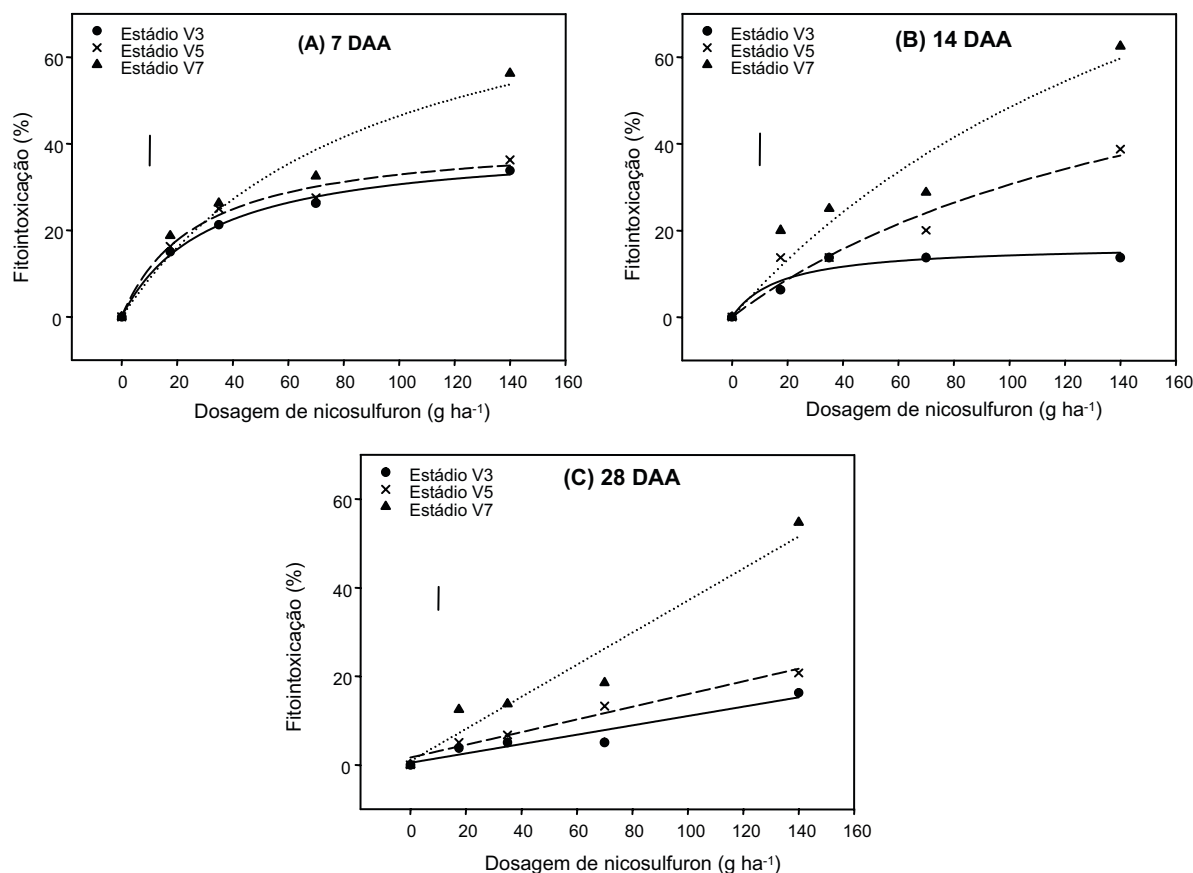 Estádio V3
Estádio V5
Estádio V7
(A) 7 DAA
Fitointoxicação (%)
60
40
20
0
0 20 40 60 80 100 120 140 160
Dosagem de nicosulfuron (g ha-1)
Estádio V3
Estádio V5
Estádio V7
(B) 14 DAA
Fitointoxicação (%)
60
40
20
0
0 20 40 60 80 100 120 140 160
Dosagem de nicosulfuron (g ha-1)
Estádio V3
Estádio V5
Estádio V7
(C) 28 DAA
Fitointoxicação (%)
60
40
20
0
0 20 40 60 80 100 120 140 160
Dosagem de nicosulfuron (g ha-1)